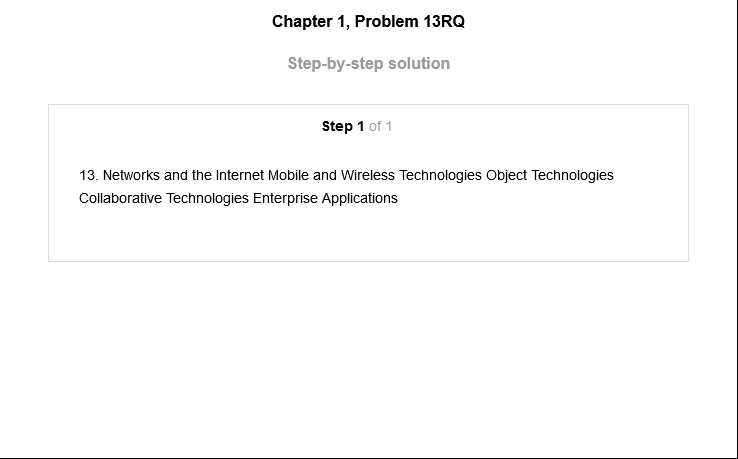 Chapter 1, Problem 13RQ
Step-by-step solution
Step 1 of 1
13. Networks and the Internet Mobile and Wireless Technologies Object Technologies
Collaborative Technologies Enterprise Applications